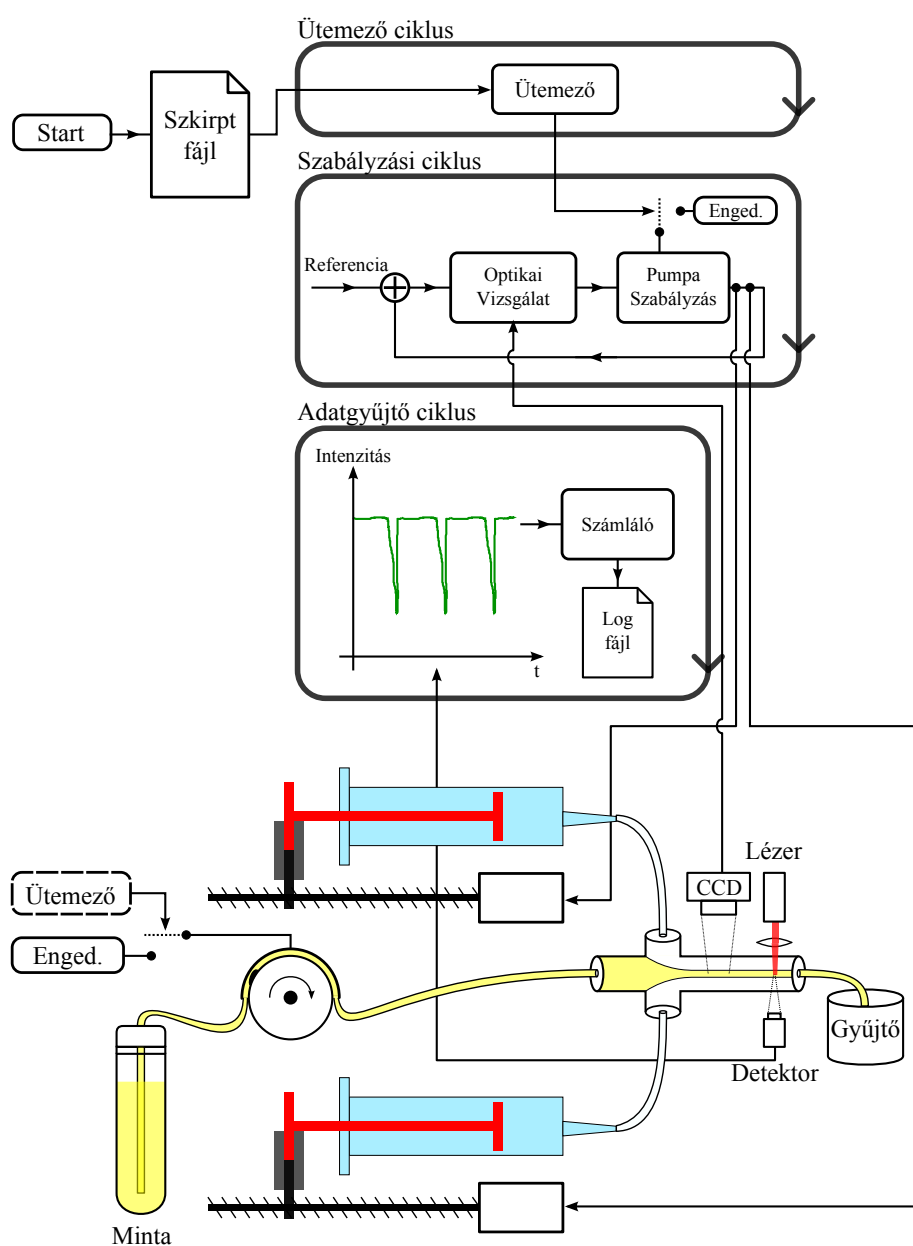 Ütemező ciklus
Ütemező
Start
Szkirpt
fájl
Szabályzási ciklus
Enged.
Referencia
Optikai
Vizsgálat
Pumpa
Szabályzás
Adatgyűjtő ciklus
Intenzitás
Számláló
Log
fájl
t
Lézer
CCD
Ütemező
Enged.
Gyűjtő
Detektor
Minta